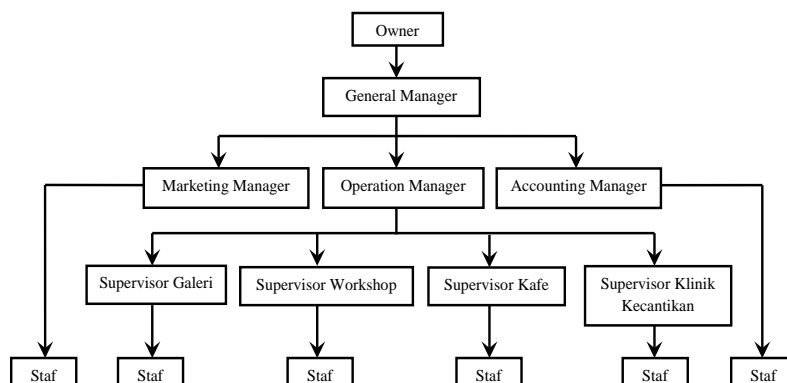 Owner
General Manager
Marketing Manager
Operation Manager
Accounting Manager
Supervisor Galeri
Supervisor Workshop
Supervisor Kafe
Supervisor Klinik
Kecantikan
Staf
Staf
Staf
Staf
Staf
Staf